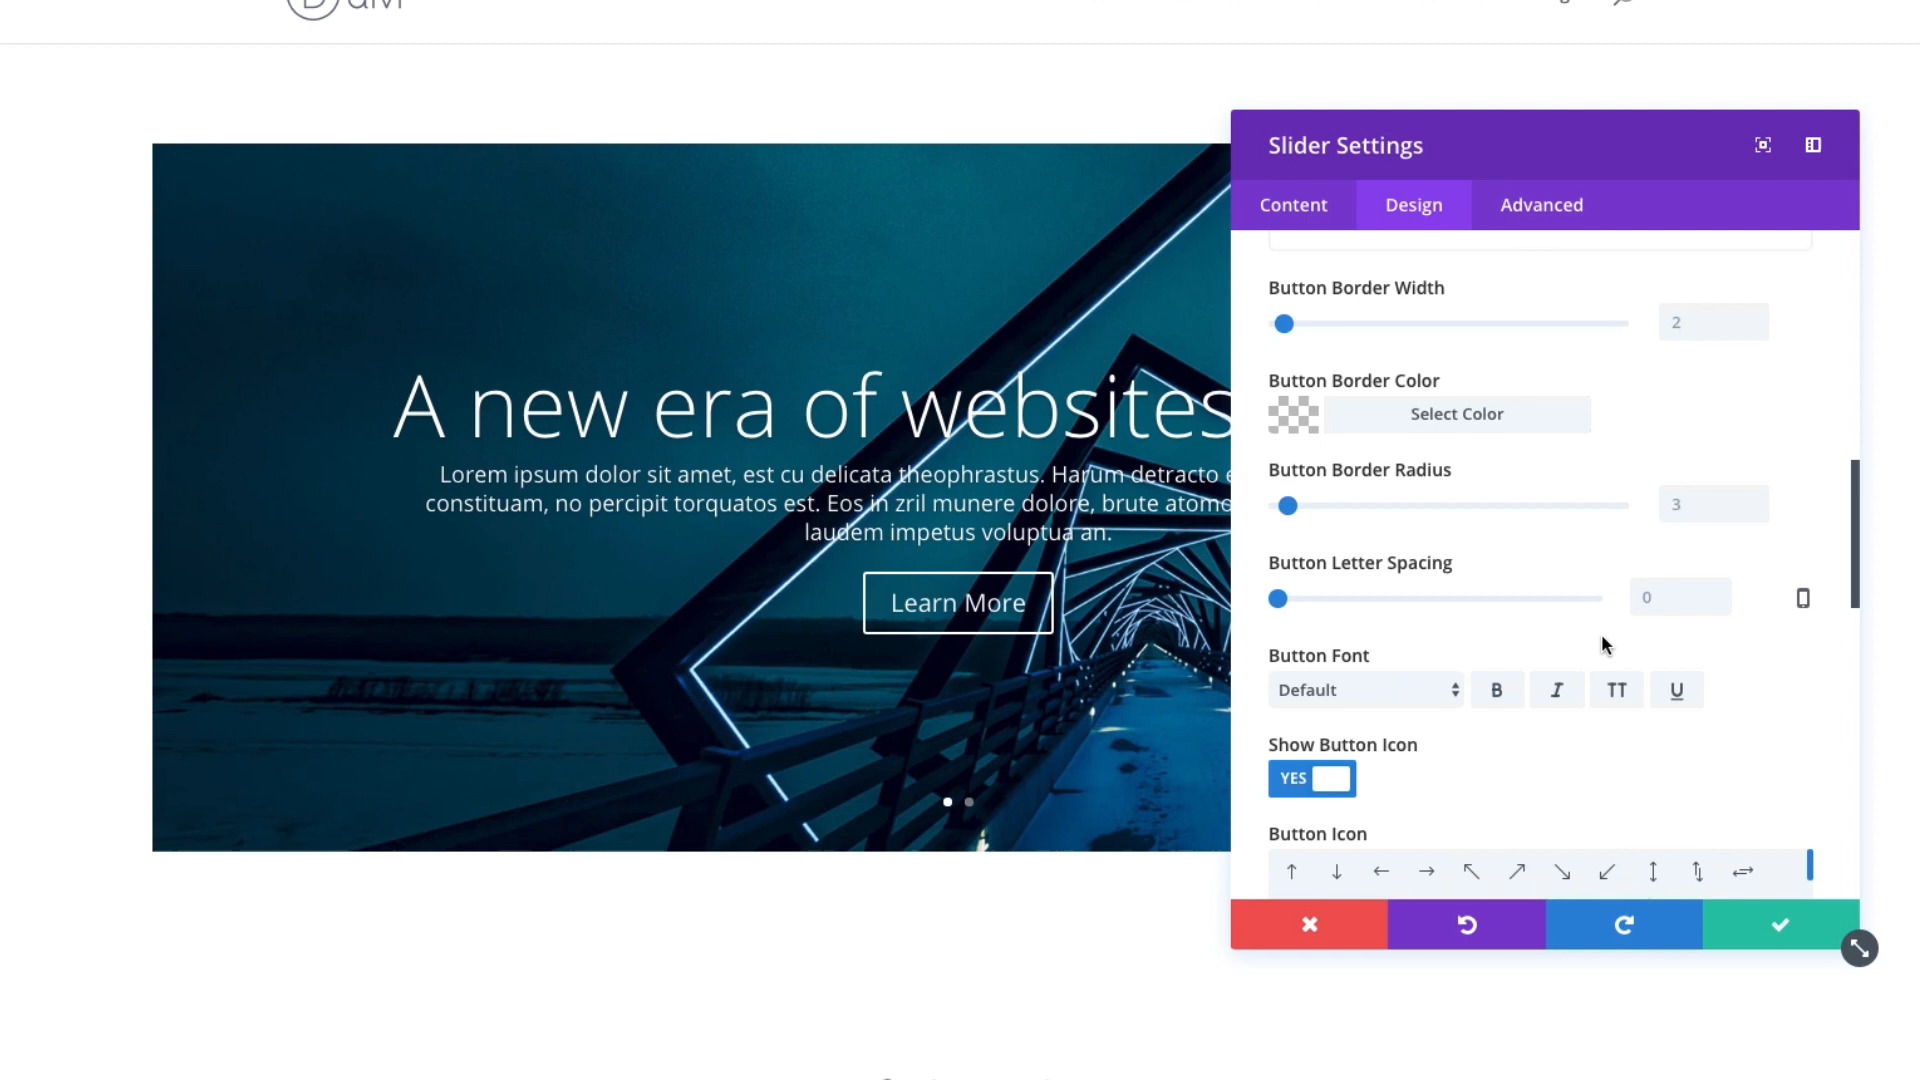 Slider Settings
Content Design Advanced
Button Border Width
2
Button Border Color
Select Color
Button Border Radius
3
Button Letter Spacing
0
Button Font
Default B I TT U
Show Button Icon
YES
Button Icon
A new era of websites
Lorem ipsum dolor sit amet, est cu delicata theophrastus. Harum detracto
constituam, no percipit torquatos est. Eos in zril munere dolore, brute atomo
laudem impetus voluptua an.
Learn More